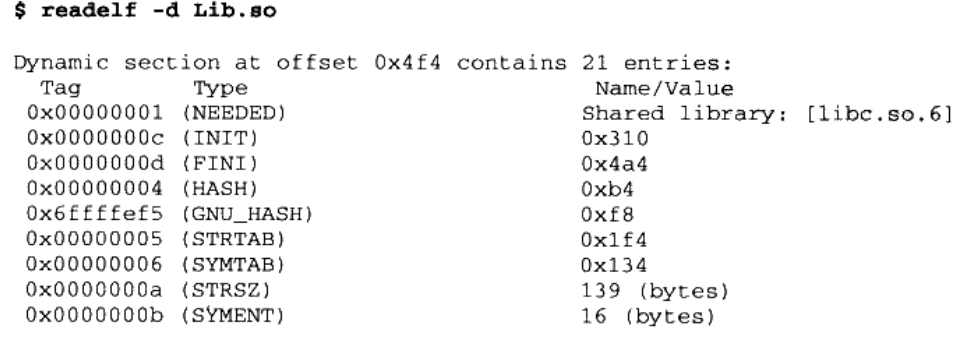 $ readelf -d Lib.so
Dynamic section at offset 0x4f4 contains 21 entries:
Tag Type Name/Value
0x00000001 (NEEDED) Shared library: [libc.so.6]
0x0000000c (INIT) 0x310
0x0000000d (FINI) 0x4a4
0x00000004 (HASH) 0xb4
0x6ffffef5 (GNU_HASH) 0xf8
0x00000005 (STRTAB) 0x1f4
0x00000006 (SYMTAB) 0x134
0x0000000a (STRSZ) 139 (bytes)
0x0000000b (SYMENT) 16 (bytes)